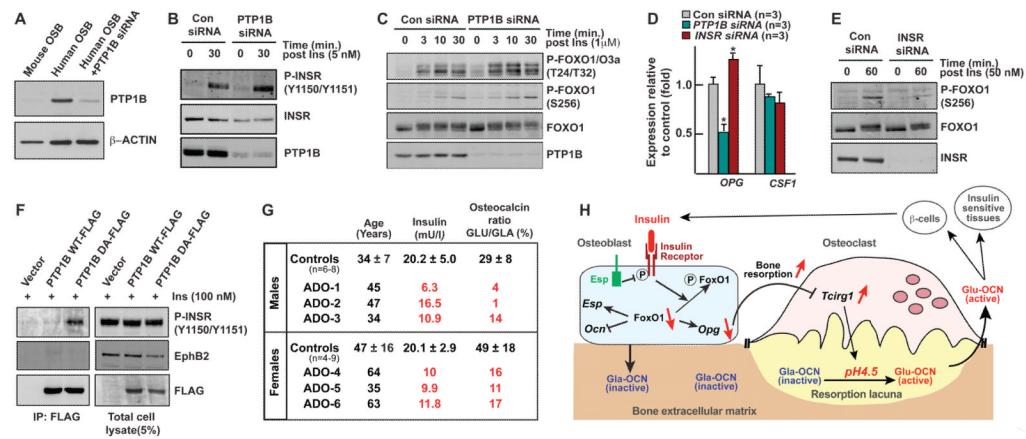 A
Mouse OSB
Human OSB
Human OSB
+PTP1B siRNA
PTP1B
β-ACTIN
B
Con PTP1B
siRNA siRNA
0 30 0 30 Time (min.)
post Ins (5 nM)
P-INSR
(Y1150/Y1151)
INSR
PTP1B
C
Con siRNA PTP1B siRNA
0 3 10 30 0 3 10 30 Time (min.)
post Ins (1µM)
P-FOXO1/O3a
(T24/T32)
P-FOXO1
(S256)
FOXO1
PTP1B
D
Con siRNA (n=3)
PTP1B siRNA (n=3)
INSR siRNA (n=3)
Expression relative
to control (fold)
1.0
0.5
* *
OPG CSF1
E
Con INSR
siRNA siRNA
0 60 0 60 Time (min.)
post Ins (50 nM)
P-FOXO1
(S256)
FOXO1
INSR
F
Vector
PTP1B WT-FLAG
PTP1B DA-FLAG
Vector
PTP1B WT-FLAG
PTP1B DA-FLAG
+ + + + + + Ins (100 nM)
P-INSR
(Y1150/Y1151)
EphB2
FLAG
IP: FLAG Total cell
lysate(5%)
G
Age
(Years)
Insulin
(mU/l)
Osteocalcin
ratio
GLU/GLA (%)
Males
Controls 34 ± 7 20.2 ± 5.0 29 ± 8
(n=6-8)
ADO-1 45 6.3 4
ADO-2 47 16.5 1
ADO-3 34 10.9 14
Females
Controls 47 ± 16 20.1 ± 2.9 49 ± 18
(n=4-9)
ADO-4 64 10 16
ADO-5 35 9.9 11
ADO-6 63 11.8 17
H
Insulin
sensitive
tissues
β-cells
Insulin
Insulin
Receptor
Osteoblast
Osteoclast
Esp
P
P FoxO1
Bone
resorption
Tcirg1
Glu-OCN
(active)
Esp
FoxO1
Ocn
Opg
Gla-OCN
(inactive)
Gla-OCN
(inactive)
Gla-OCN
(inactive)
pH4.5
Glu-OCN
(active)
Resorption lacuna
Bone extracellular matrix